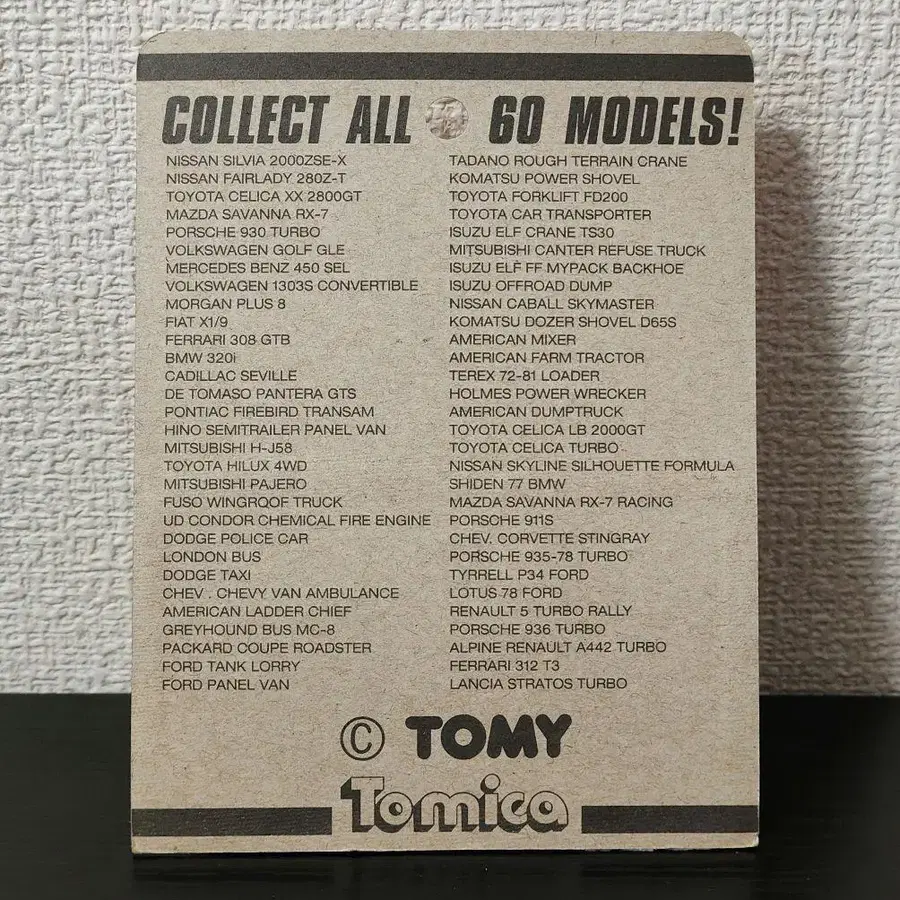 COLLECT ALL 60 MODELS!
NISSAN SILVIA 2000ZSE-X
NISSAN FAIRLADY 280Z-T
TOYOTA CELICA XX 2800GT
MAZDA SAVANNA RX-7
PORSCHE 930 TURBO
VOLKSWAGEN GOLF GLE
MERCEDES BENZ 450 SEL
VOLKSWAGEN 1303S CONVERTIBLE
MORGAN PLUS 8
FIAT X1/9
FERRARI 308 GTB
BMW 320i
CADILLAC SEVILLE
DE TOMASO PANTERA GTS
PONTIAC FIREBIRD TRANSAM
HINO SEMITRAILER PANEL VAN
MITSUBISHI H-J58
TOYOTA HILUX 4WD
MITSUBISHI PAJERO
FUSO WINGROOF TRUCK
UD CONDOR CHEMICAL FIRE ENGINE
DODGE POLICE CAR
LONDON BUS
DODGE TAXI
CHEV . CHEVY VAN AMBULANCE
AMERICAN LADDER CHIEF
GREYHOUND BUS MC-8
PACKARD COUPE ROADSTER
FORD TANK LORRY
FORD PANEL VAN
TADANO ROUGH TERRAIN CRANE
KOMATSU POWER SHOVEL
TOYOTA FORKLIFT FD200
TOYOTA CAR TRANSPORTER
ISUZU ELF CRANE TS30
MITSUBISHI CANTER REFUSE TRUCK
ISUZU ELF FF MYPACK BACKHOE
ISUZU OFFROAD DUMP
NISSAN CABALL SKYMASTER
KOMATSU DOZER SHOVEL D65S
AMERICAN MIXER
AMERICAN FARM TRACTOR
TEREX 72-81 LOADER
HOLMES POWER WRECKER
AMERICAN DUMPTRUCK
TOYOTA CELICA LB 2000GT
TOYOTA CELICA TURBO
NISSAN SKYLINE SILHOUETTE FORMULA
SHIDEN 77 BMW
MAZDA SAVANNA RX-7 RACING
PORSCHE 911S
CHEV. CORVETTE STINGRAY
PORSCHE 935-78 TURBO
TYRRELL P34 FORD
LOTUS 78 FORD
RENAULT 5 TURBO RALLY
PORSCHE 936 TURBO
ALPINE RENAULT A442 TURBO
FERRARI 312 T3
LANCIA STRATOS TURBO
© TOMY
Tomica